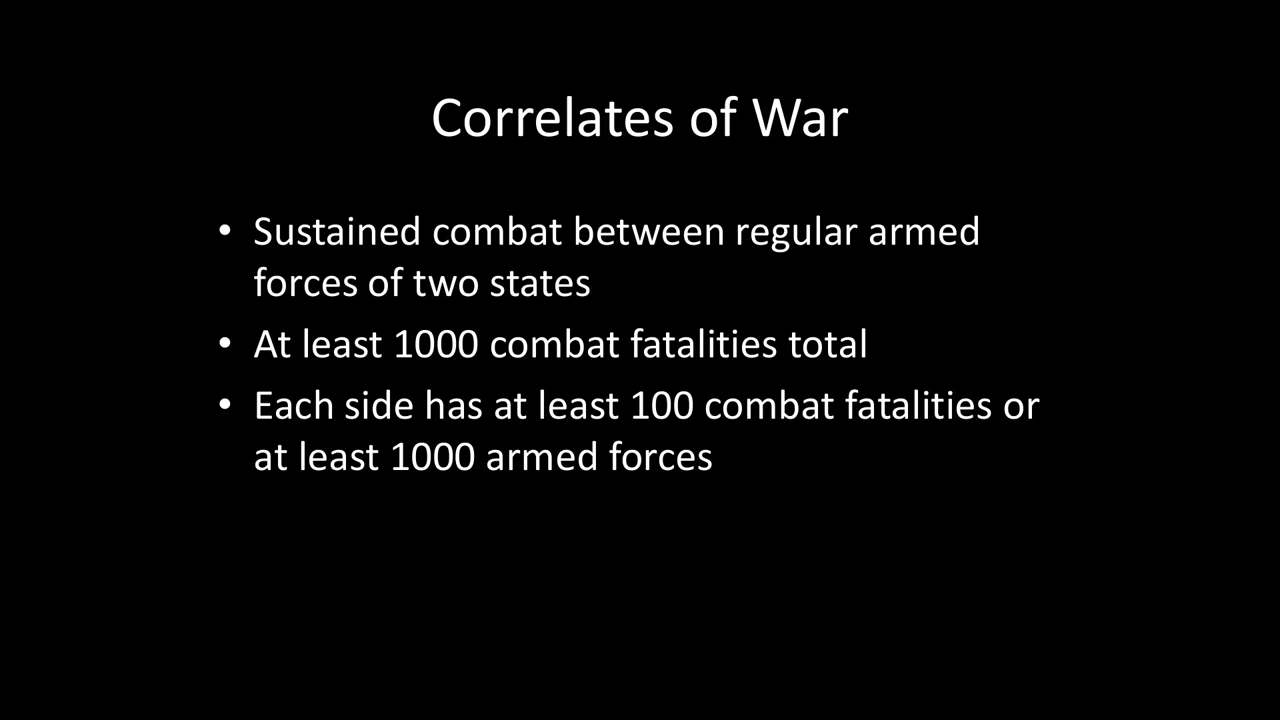 Correlates of War
• Sustained combat between regular armed
forces of two states
• At least 1000 combat fatalities total
• Each side has at least 100 combat fatalities or
at least 1000 armed forces